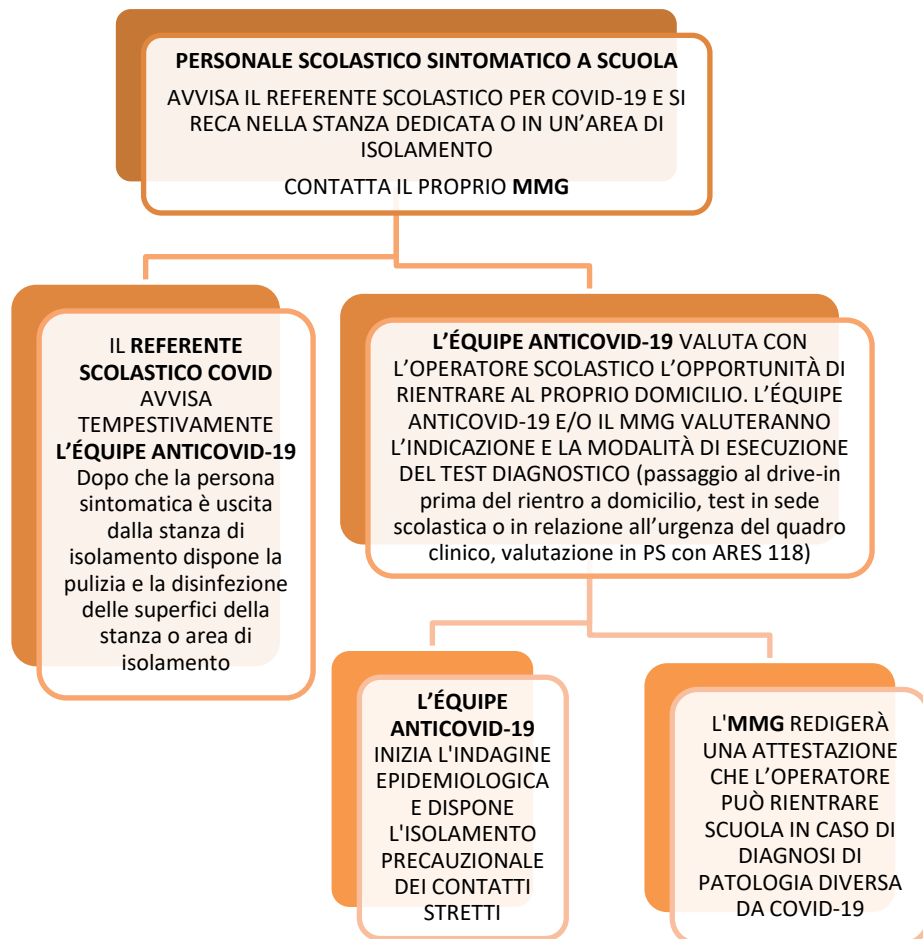 PERSONALE SCOLASTICO SINTOMATICO A SCUOLA
AVVISA IL REFERENTE SCOLASTICO PER COVID-19 E SI
RECA NELLA STANZA DEDICATA O IN UN'AREA DI
ISOLAMENTO
CONTATTA IL PROPRIO MMG
IL REFERENTE
SCOLASTICO COVID
AVVISA
TEMPESTIVAMENTE
L'ÉQUIPE ANTICOVID-19
Dopo che la persona
sintomatica è uscita
dalla stanza di
isolamento dispone la
pulizia e la disinfezione
delle superfici della
stanza o area di
isolamento
L'ÉQUIPE ANTICOVID-19 VALUTA CON
L'OPERATORE SCOLASTICO L'OPPORTUNITÀ DI
RIENTRARE AL PROPRIO DOMICILIO. L'ÉQUIPE
ANTICOVID-19 E/O IL MMG VALUTERANNO
L'INDICAZIONE E LA MODALITÀ DI ESECUZIONE
DEL TEST DIAGNOSTICO (passaggio al drive-in
prima del rientro a domicilio, test in sede
scolastica o in relazione all'urgenza del quadro
clinico, valutazione in PS con ARES 118)
L'ÉQUIPE
ANTICOVID-19
INIZIA L'INDAGINE
EPIDEMIOLOGICA
E DISPONE
L'ISOLAMENTO
PRECAUZIONALE
DEI CONTATTI
STRETTI
L'MMG REDIGERÀ
UNA ATTESTAZIONE
CHE L'OPERATORE
PUÒ RIENTRARE
SCUOLA IN CASO DI
DIAGNOSI DI
PATOLOGIA DIVERSA
DA COVID-19